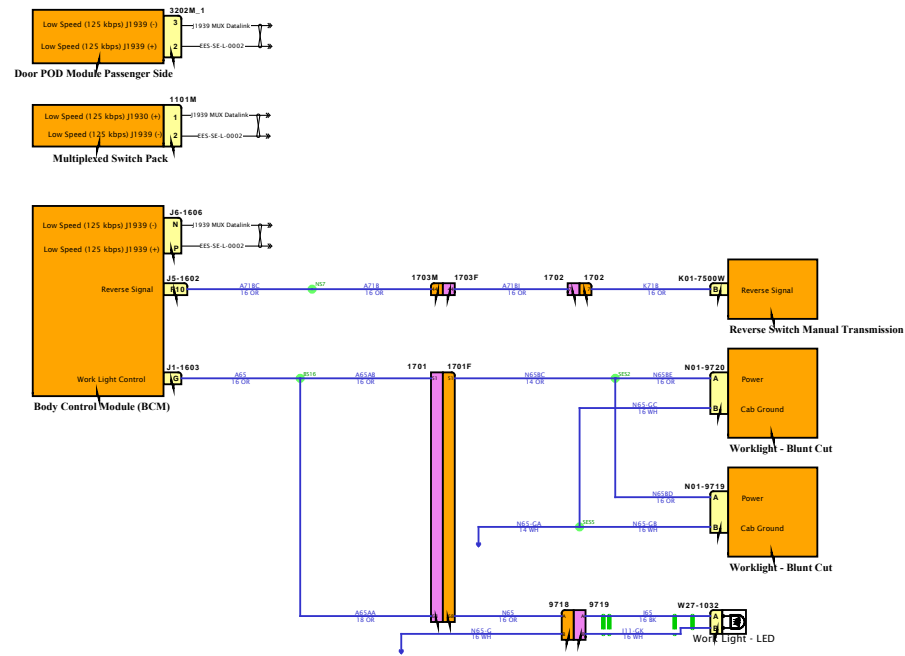 3202M_1
Low Speed (125 kbps) J1939 (-)
3
J1939 MUX Datalink
Low Speed (125 kbps) J1939 (+)
2
EES-SE-L-0002
Door POD Module Passenger Side
1101M
Low Speed (125 kbps) J1930 (+)
1
J1939 MUX Datalink
Low Speed (125 kbps) J1939 (-)
2
EES-SE-L-0002
Multiplexed Switch Pack
J6-1606
Low Speed (125 kbps) J1939 (-)
N
J1939 MUX Datalink
Low Speed (125 kbps) J1939 (+)
P
EES-SE-L-0002
J5-1602
1703M
1703F
1702
1702
K01-7500W
Reverse Signal
R10
A718C
16 OR
NS7
A718
16 OR
A718J
16 OR
K718
16 OR
B
Reverse Signal
Reverse Switch Manual Transmission
J1-1603
1701
1701F
N01-9720
Work Light Control
G
A65
16 OR
BS16
A65AB
16 OR
N65BC
14 OR
SES2
N65BE
16 OR
A
Power
Body Control Module (BCM)
N65-GC
16 WH
B
Cab Ground
Worklight - Blunt Cut
N01-9719
N65BD
16 OR
A
Power
N65-GA
14 WH
SES5
N65-GB
16 WH
B
Cab Ground
Worklight - Blunt Cut
9718
9719
W27-1032
A65AA
18 OR
N65
16 OR
J65
16 BK
A
N65-G
16 WH
J11-GK
16 WH
B
Work Light - LED